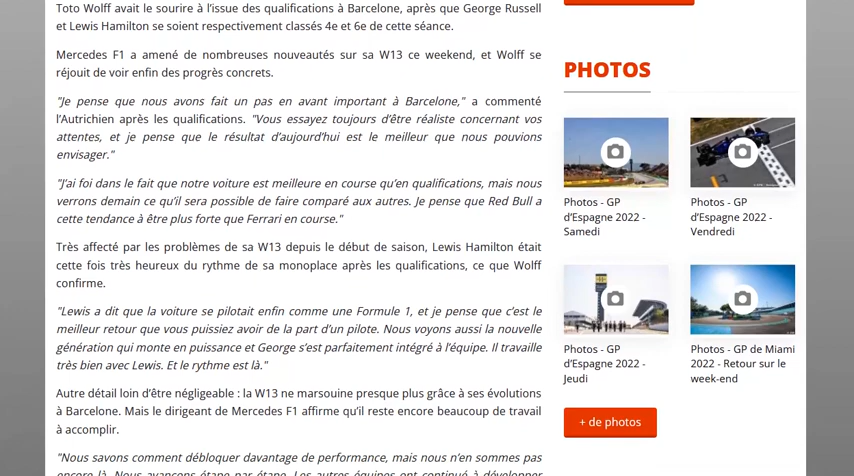 Toto Wolff avait le sourire à l'issue des qualifications à Barcelone, après que George Russell
et Lewis Hamilton se soient respectivement classés 4e et 6e de cette séance.
Mercedes F1 a amené de nombreuses nouveautés sur sa W13 ce weekend, et Wolff se
réjouit de voir enfin des progrès concrets.
"Je pense que nous avons fait un pas en avant important à Barcelone," a commenté
l'Autrichien après les qualifications. "Vous essayez toujours d'être réaliste concernant vos
attentes, et je pense que le résultat d'aujourd'hui est le meilleur que nous pouvions
envisager."
"J'ai foi dans le fait que notre voiture est meilleure en course qu'en qualifications, mais nous
verrons demain ce qu'il sera possible de faire comparé aux autres. Je pense que Red Bull a
cette tendance à être plus forte que Ferrari en course."
Très affecté par les problèmes de sa W13 depuis le début de saison, Lewis Hamilton était
cette fois très heureux du rythme de sa monoplace après les qualifications, ce que Wolff
confirme.
"Lewis a dit que la voiture se pilotait enfin comme une Formule 1, et je pense que c'est le
meilleur retour que vous puissiez avoir de la part d'un pilote. Nous voyons aussi la nouvelle
génération qui monte en puissance et George s'est parfaitement intégré à l'équipe. Il travaille
très bien avec Lewis. Et le rythme est là."
Autre détail loin d'être négligeable : la W13 ne marsouine presque plus grâce à ses évolutions
à Barcelone. Mais le dirigeant de Mercedes F1 affirme qu'il reste encore beaucoup de travail
à accomplir.
"Nous savons comment débloquer davantage de performance, mais nous n'en sommes pas
encore là. Nous avançons étape par étape. Les autres équipes ont continué à développer
PHOTOS
Photos - GP
d'Espagne 2022 -
Samedi
Photos - GP
d'Espagne 2022 -
Vendredi
Photos - GP
d'Espagne 2022 -
Jeudi
Photos - GP de Miami
2022 - Retour sur le
week-end
+ de photos